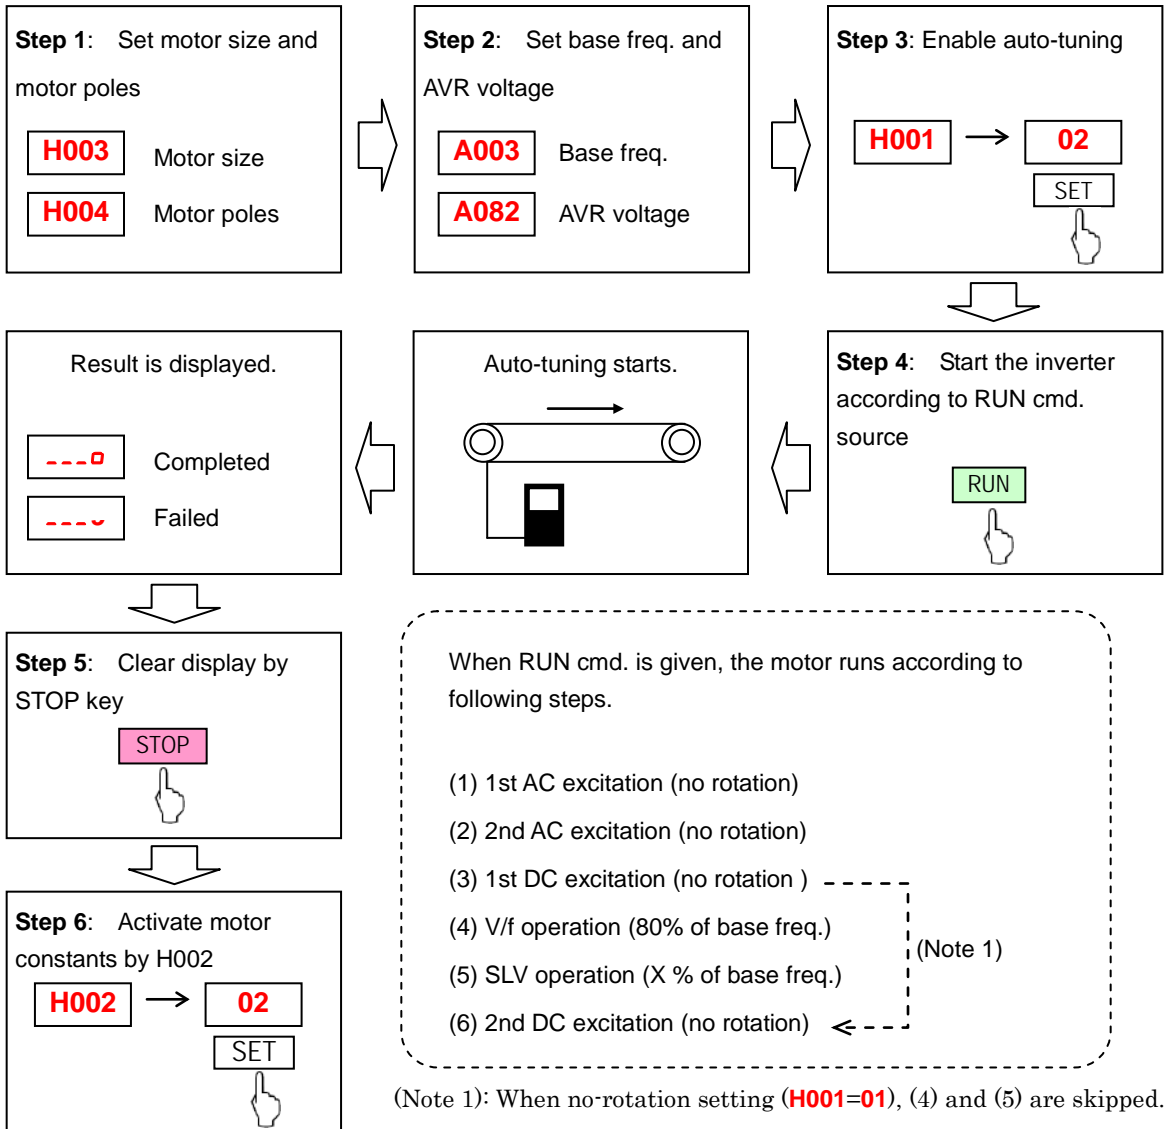 Step 1: Set motor size and
motor poles
H003 Motor size
H004 Motor poles
Step 2: Set base freq. and
AVR voltage
A003 Base freq.
A082 AVR voltage
Step 3: Enable auto-tuning
H001 → 02
SET
Step 4: Start the inverter
according to RUN cmd.
source
RUN
Auto-tuning starts.
Result is displayed.
Completed
Failed
Step 5: Clear display by
STOP key
STOP
Step 6: Activate motor
constants by H002
H002 → 02
SET
When RUN cmd. is given, the motor runs according to
following steps.
(1) 1st AC excitation (no rotation)
(2) 2nd AC excitation (no rotation)
(3) 1st DC excitation (no rotation )
(4) V/f operation (80% of base freq.)
(5) SLV operation (X % of base freq.)
(6) 2nd DC excitation (no rotation)
(Note 1)
(Note 1): When no-rotation setting (H001=01), (4) and (5) are skipped.